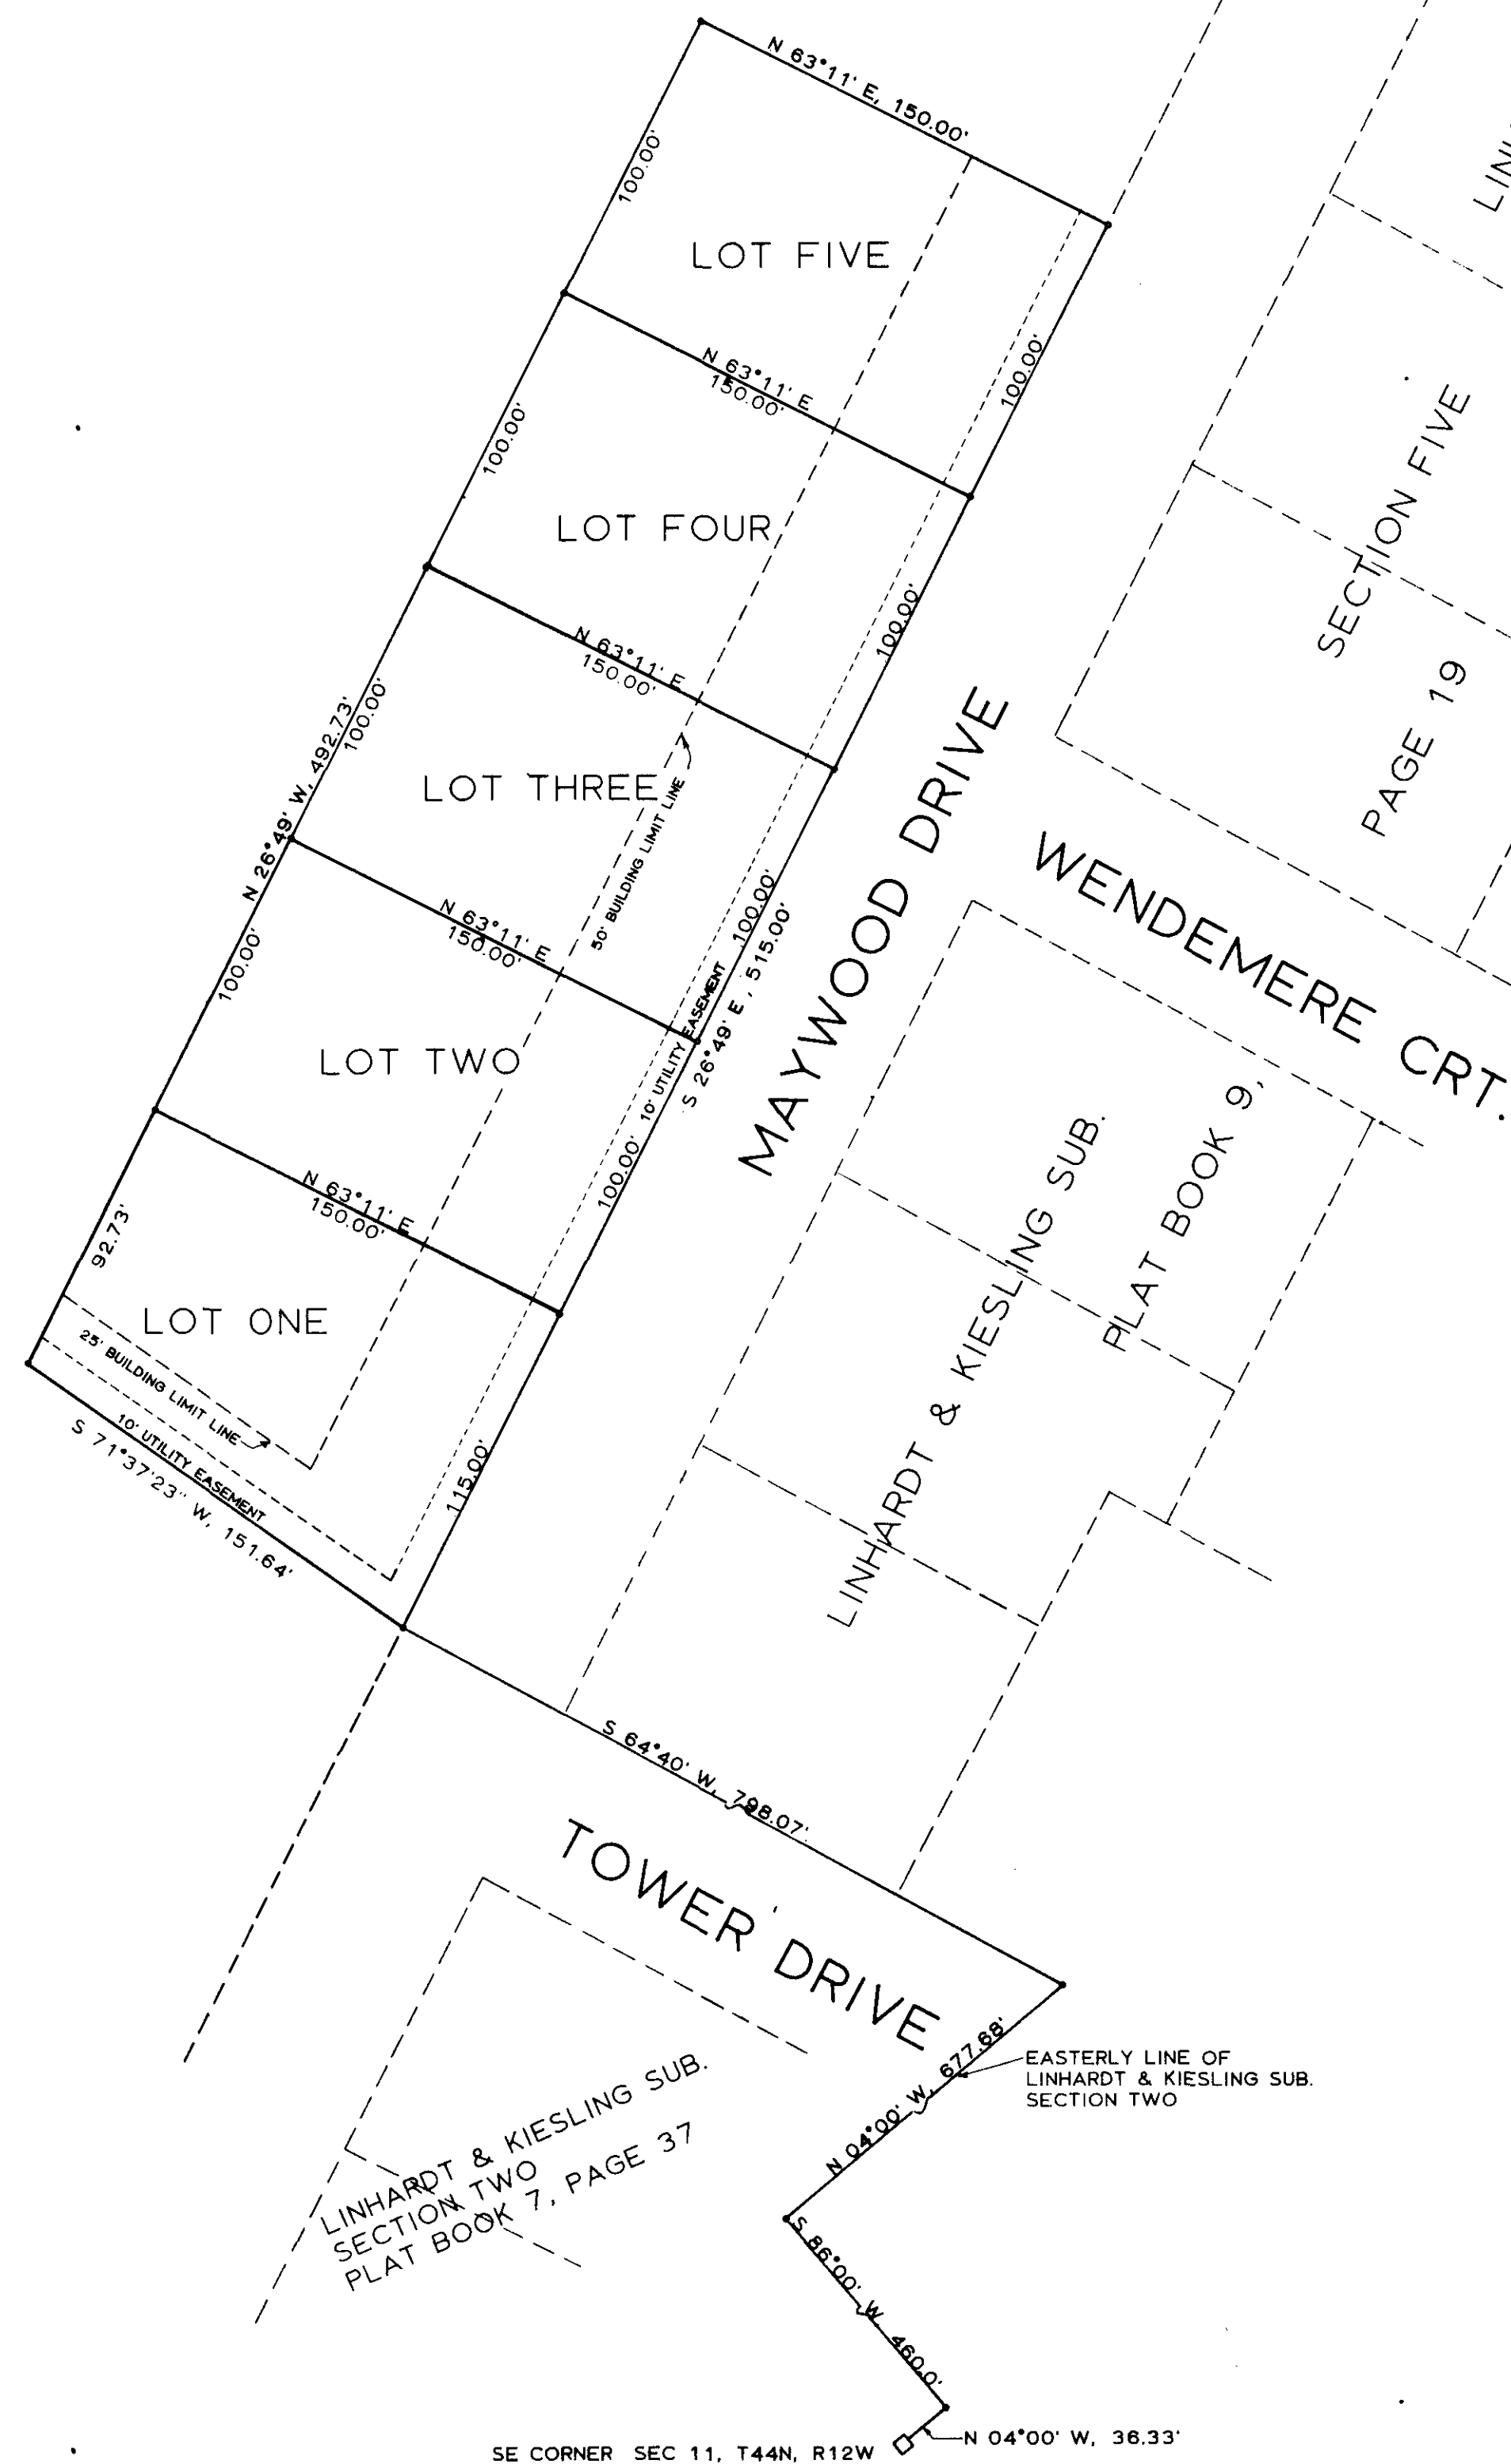 N 63°11' E, 150.00'
100.00'
LOT FIVE
LIN
100.00'
N 63°11' E
150.00'
100.00'
LOT FOUR
SECTION FIVE
PAGE 19
100.00'
N 63°11' E
150.00'
N 26°49' W, 492.73'
100.00'
LOT THREE
50' BUILDING LIMIT LINE
MAYWOOD DRIVE
WENDEMERE CRT.
100.00'
S 26°49' E, 515.00'
10' UTILITY EASEMENT
N 63°11' E
150.00'
100.00'
LOT TWO
100.00'
LINHARDT & KIESLING SUB.
PLAT BOOK 9,
N 63°11' E
150.00'
92.73'
LOT ONE
25' BUILDING LIMIT LINE
10' UTILITY EASEMENT
S 71°37'23" W, 151.64'
115.00'
S 64°40' W, 798.07'
TOWER DRIVE
N 04°00' W, 677.68'
EASTERLY LINE OF
LINHARDT & KIESLING SUB.
SECTION TWO
LINHARDT & KIESLING SUB.
SECTION TWO
PLAT BOOK 7, PAGE 37
S 86°00' W, 460.0'
N 04°00' W, 36.33'
SE CORNER SEC 11, T44N, R12W